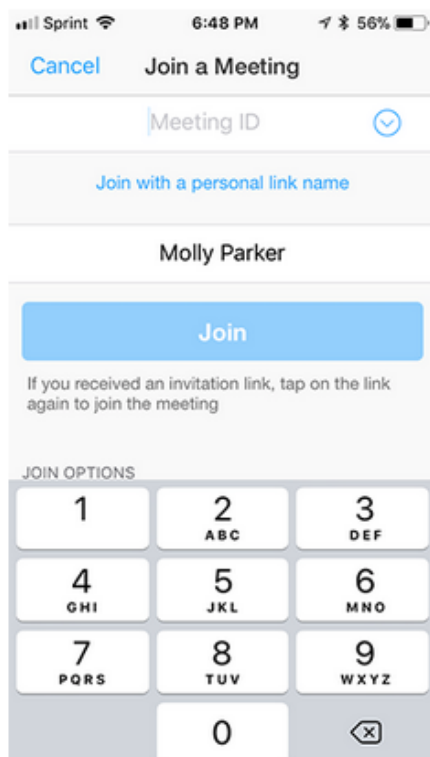 Sprint 6:48 PM 56%
Cancel Join a Meeting
Meeting ID
Join with a personal link name
Molly Parker
Join
If you received an invitation link, tap on the link
again to join the meeting
JOIN OPTIONS
1 2 3
ABC DEF
4 5 6
GHI JKL MNO
7 8 9
PQRS TUV WXYZ
0